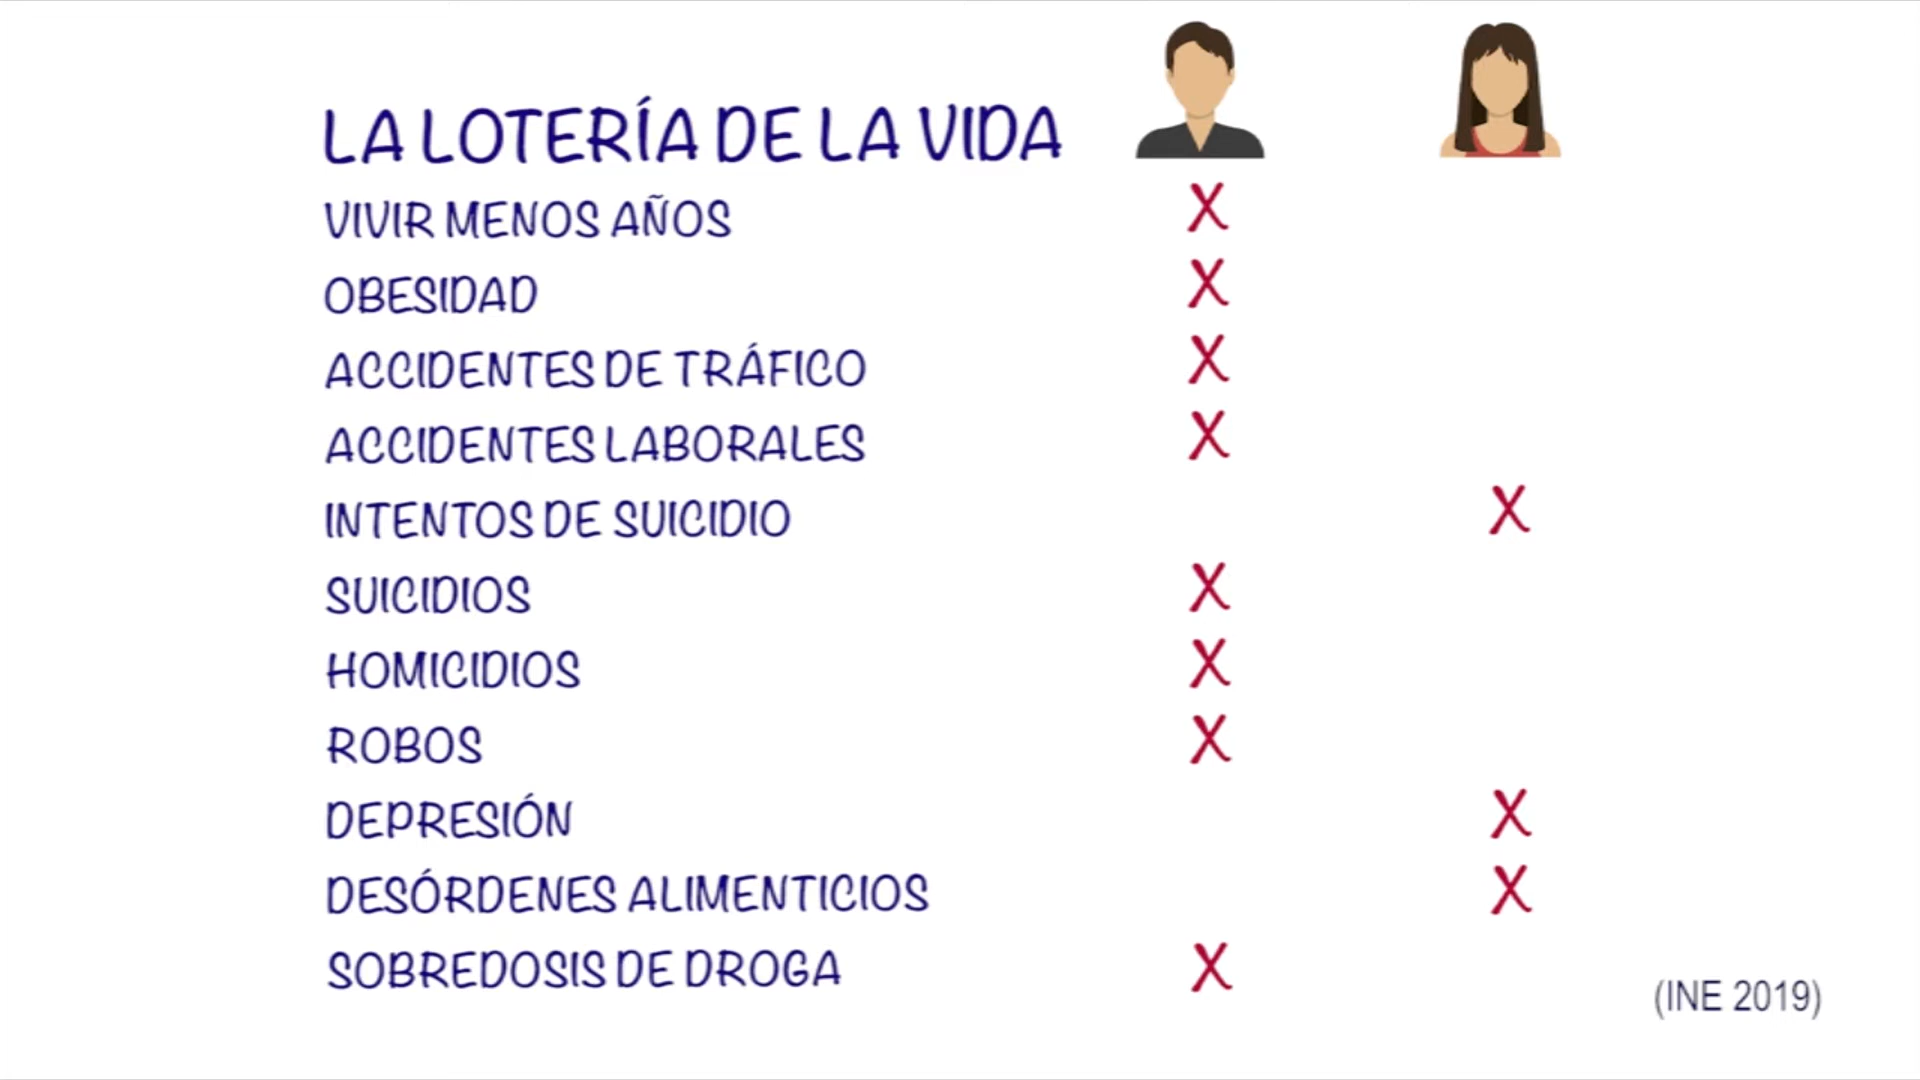 LA LOTERÍA DE LA VIDA
VIVIR MENOS AÑOS X
OBESIDAD X
ACCIDENTES DE TRÁFICO X
ACCIDENTES LABORALES X
INTENTOS DE SUICIDIO X
SUICIDIOS X
HOMICIDIOS X
ROBOS X
DEPRESIÓN X
DESÓRDENES ALIMENTICIOS X
SOBREDOSIS DE DROGA X
(INE 2019)